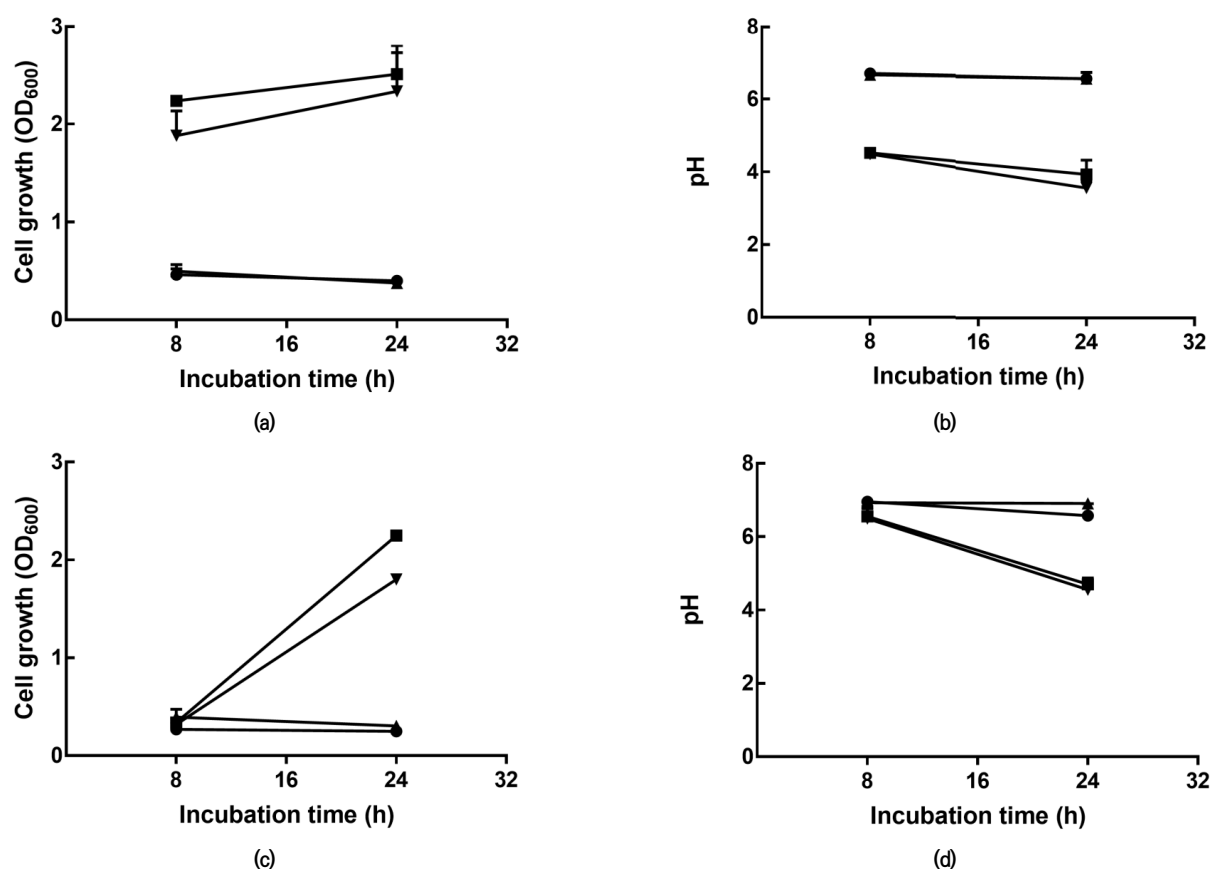 3
2
1
0
Cell growth (OD600)
8 16 24 32
Incubation time (h)
(a)
8
6
4
2
0
pH
8 16 24 32
Incubation time (h)
(b)
3
2
1
0
Cell growth (OD600)
8 16 24 32
Incubation time (h)
(c)
8
6
4
2
0
pH
8 16 24 32
Incubation time (h)
(d)